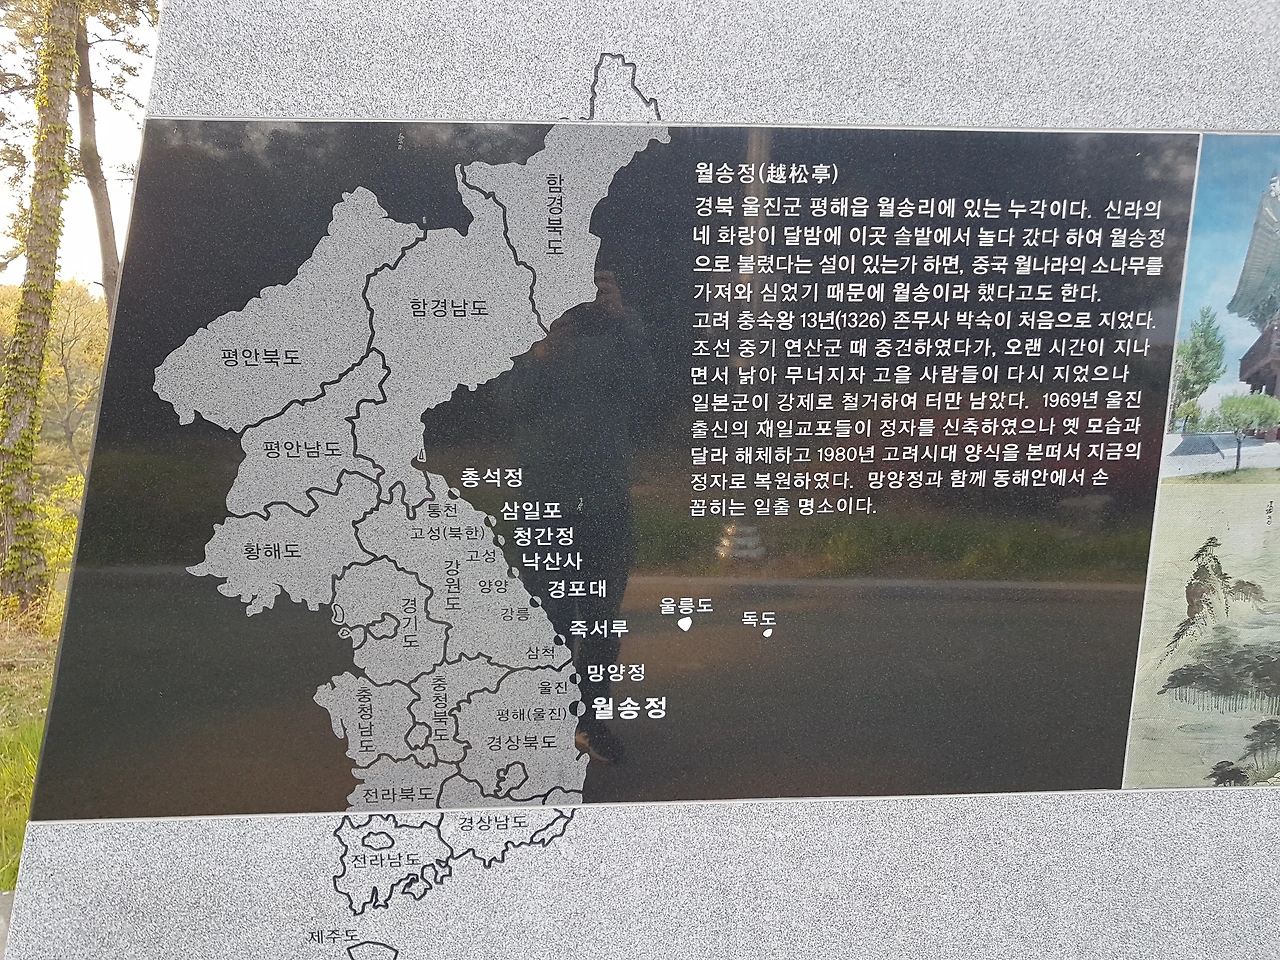 월송정(越松亭)
경북 울진군 평해읍 월송리에 있는 누각이다. 신라의
네 화랑이 달밤에 이곳 솔밭에서 놀다 갔다 하여 월송정
으로 불렸다는 설이 있는가 하면, 중국 월나라의 소나무를
가져와 심었기 때문에 월송이라 했다고도 한다.
고려 충숙왕 13년(1326) 존무사 박숙이 처음으로 지었다.
조선 중기 연산군 때 중건하였다가, 오랜 시간이 지나
면서 낡아 무너지자 고을 사람들이 다시 지었으나
일본군이 강제로 철거하여 터만 남았다. 1969년 울진
출신의 재일교포들이 정자를 신축하였으나 옛 모습과
달라 해체하고 1980년 고려시대 양식을 본떠서 지금의
정자로 복원하였다. 망양정과 함께 동해안에서 손
꼽히는 일출 명소이다.
함경북도
함경남도
평안북도
평안남도
황해도
총석정
통천
삼일포
고성(북한)
청간정
고성
낙산사
강원도
양양
경포대
경기도
강릉
울릉도
독도
죽서루
삼척
망양정
울진
월송정
평해(울진)
충청남도
충청북도
경상북도
전라북도
경상남도
전라남도
제주도